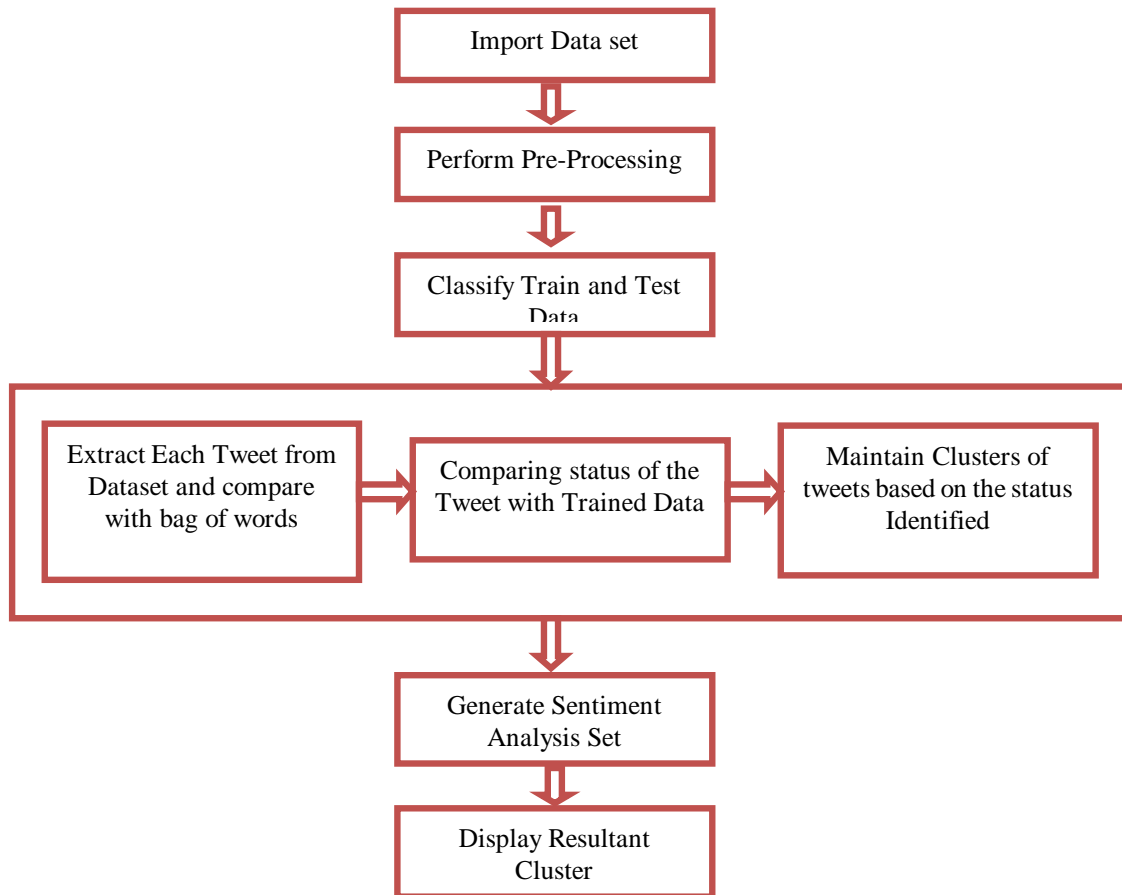 Import Data set
Perform Pre-Processing
Classify Train and Test
Data
Extract Each Tweet from
Dataset and compare
with bag of words
Comparing status of the
Tweet with Trained Data
Maintain Clusters of
tweets based on the status
Identified
Generate Sentiment
Analysis Set
Display Resultant
Cluster